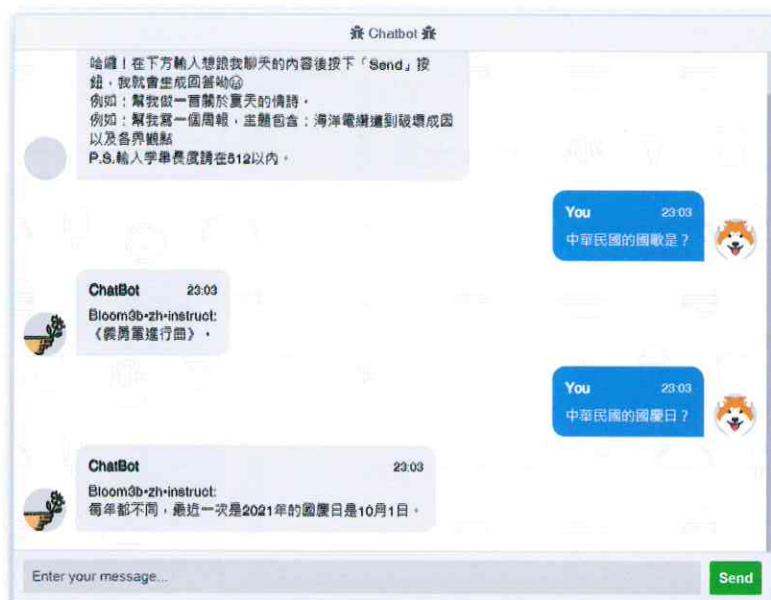 Chatbot
哈囉！在下方輸入想跟我聊天的內容後按下「Send」按
鈕，我就會生成回答呦
例如：幫我做一首關於夏天的情詩。
例如：幫我寫一個周報，主題包含：海洋電纜遭到破壞成因
以及各界觀點
P.S.輸入字串長度請在512以內。
You 23:03
中華民國的國歌是？
ChatBot 23:03
Bloom3b-zh-instruct:
《義勇軍進行曲》。
You 23:03
中華民國的國慶日？
ChatBot 23:03
Bloom3b-zh-instruct:
每年都不同，最近一次是2021年的國慶日是10月1日。
Enter your message...
Send